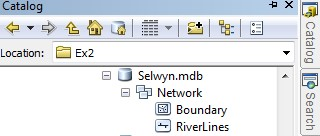 Catalog
Location: Ex2
Selwyn.mdb
Network
Boundary
RiverLines
Catalog
Search